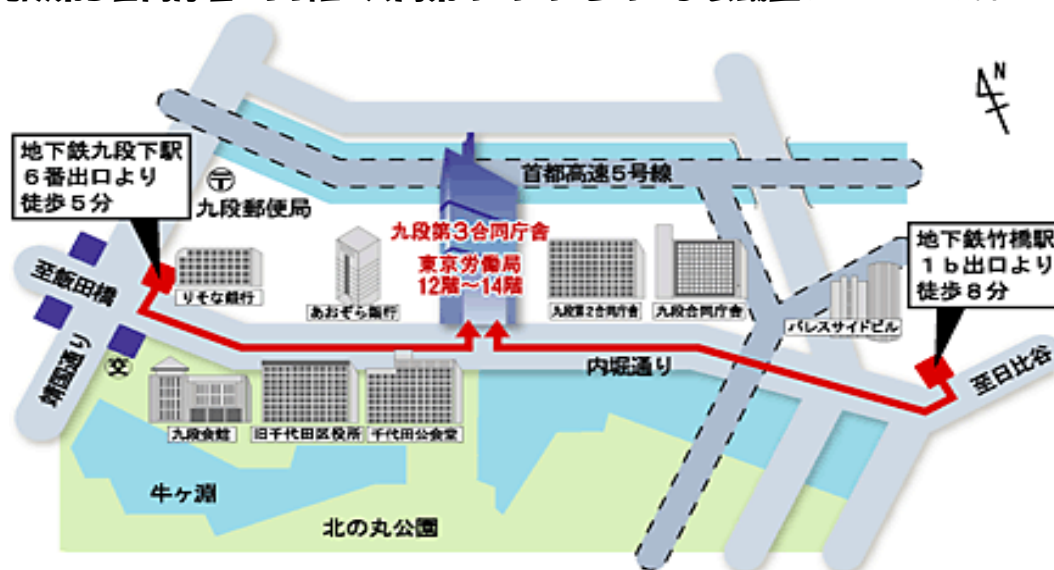 N
地下鉄九段下駅
6番出口より
徒歩5分
首都高速5号線
九段郵便局
九段第3合同庁舎
東京労働局
12階～14階
地下鉄竹橋駅
1b出口より
徒歩8分
至飯田橋
りそな銀行
あおぞら銀行
九段第2合同庁舎
九段合同庁舎
パレスサイドビル
靖国通り
内堀通り
至日比谷
九段会館
旧千代田区役所
千代田公会堂
牛ヶ淵
北の丸公園